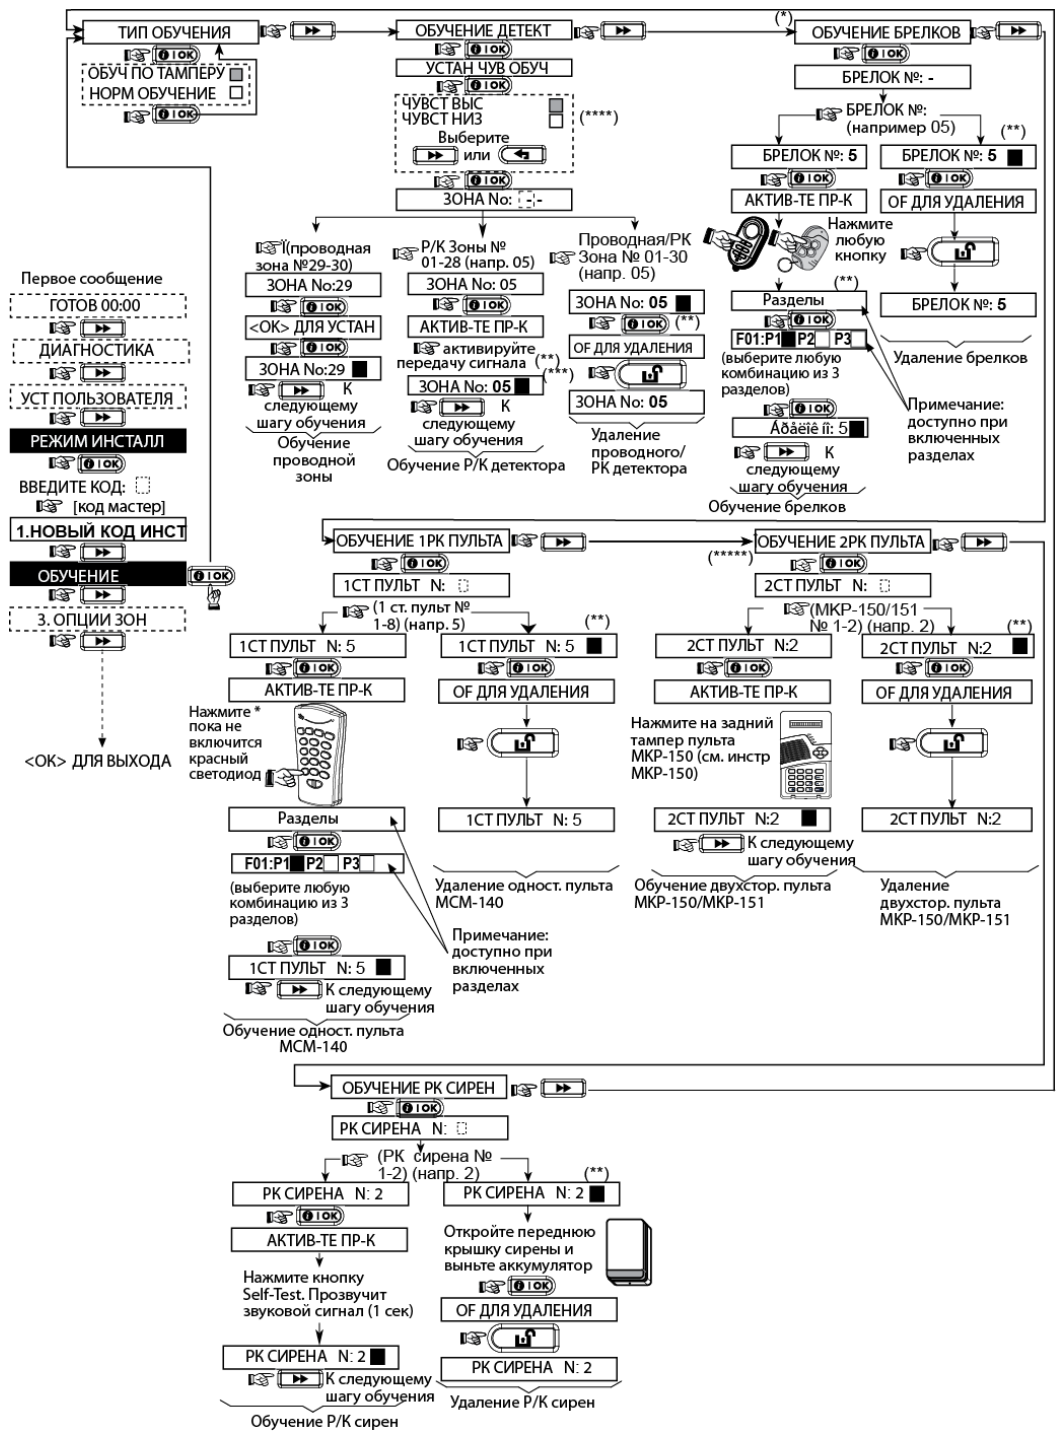 ТИП ОБУЧЕНИЯ
ОБУЧ ПО ТАМПЕРУ
НОРМ ОБУЧЕНИЕ
Первое сообщение
ГОТОВ 00:00
ДИАГНОСТИКА
УСТ ПОЛЬЗОВАТЕЛЯ
РЕЖИМ ИНСТАЛЛ
ВВЕДИТЕ КОД:
[код мастер]
1.НОВЫЙ КОД ИНСТ
ОБУЧЕНИЕ
3. ОПЦИИ ЗОН
<OK> ДЛЯ ВЫХОДА
ОБУЧЕНИЕ ДЕТЕКТ
УСТАН ЧУВ ОБУЧ
ЧУВСТ ВЫС
ЧУВСТ НИЗ
(****)
Выберите
или
ЗОНА No: - -
Ї(проводная
зона №29-30)
ЗОНА No:29
<OK> ДЛЯ УСТАН
ЗОНА No:29
К
следующему
шагу обучения
Обучение
проводной
зоны
Р/К Зоны №
01-28 (напр. 05)
ЗОНА No: 05
АКТИВ-ТЕ ПР-К
активируйте
передачу сигнала
(**)
(***)
ЗОНА No: 05
К
следующему
шагу обучения
Обучение Р/К детектора
Проводная/РК
Зона № 01-30
(напр. 05)
ЗОНА No: 05
(**)
OF ДЛЯ УДАЛЕНИЯ
ЗОНА No: 05
Удаление
проводного/
РК детектора
(*)
ОБУЧЕНИЕ БРЕЛКОВ
БРЕЛОК №: -
БРЕЛОК №:
(например 05)
(**)
БРЕЛОК №: 5
АКТИВ-ТЕ ПР-К
Нажмите
любую
кнопку
(**)
Разделы
F01:P1 P2 P3
(выберите любую
комбинацию из 3
разделов)
Áðåëîê íî: 5
К
следующему
шагу обучения
Обучение брелков
БРЕЛОК №: 5
OF ДЛЯ УДАЛЕНИЯ
БРЕЛОК №: 5
Удаление брелков
Примечание:
доступно при
включенных
разделах
ОБУЧЕНИЕ 1РК ПУЛЬТА
1СТ ПУЛЬТ N:
(1 ст. пульт №
1-8) (напр. 5)
(**)
1СТ ПУЛЬТ N: 5
АКТИВ-ТЕ ПР-К
Нажмите *
пока не
включится
красный
светодиод
Разделы
F01:P1 P2 P3
(выберите любую
комбинацию из 3
разделов)
1СТ ПУЛЬТ N: 5
К следующему
шагу обучения
Обучение одност. пульта
MCM-140
1СТ ПУЛЬТ N: 5
OF ДЛЯ УДАЛЕНИЯ
1СТ ПУЛЬТ N: 5
Удаление одност. пульта
MCM-140
Примечание:
доступно при
включенных
разделах
(*****)
ОБУЧЕНИЕ 2РК ПУЛЬТА
2СТ ПУЛЬТ N:
(MKP-150/151
№ 1-2) (напр. 2)
(**)
2СТ ПУЛЬТ N:2
АКТИВ-ТЕ ПР-К
Нажмите на задний
тампер пульта
MKP-150 (см. инстр
MKP-150)
2СТ ПУЛЬТ N:2
К следующему
шагу обучения
Обучение двухстор. пульта
MKP-150/MKP-151
2СТ ПУЛЬТ N:2
OF ДЛЯ УДАЛЕНИЯ
2СТ ПУЛЬТ N:2
Удаление
двухстор. пульта
MKP-150/MKP-151
ОБУЧЕНИЕ РК СИРЕН
РК СИРЕНА N:
(РК сирена №
1-2) (напр. 2)
(**)
РК СИРЕНА N: 2
АКТИВ-ТЕ ПР-К
Нажмите кнопку
Self-Test. Прозвучит
звуковой сигнал (1 сек)
РК СИРЕНА N: 2
К следующему
шагу обучения
Обучение Р/К сирен
РК СИРЕНА N: 2
Откройте переднюю
крышку сирены и
выньте аккумулятор
OF ДЛЯ УДАЛЕНИЯ
РК СИРЕНА N: 2
Удаление Р/К сирен